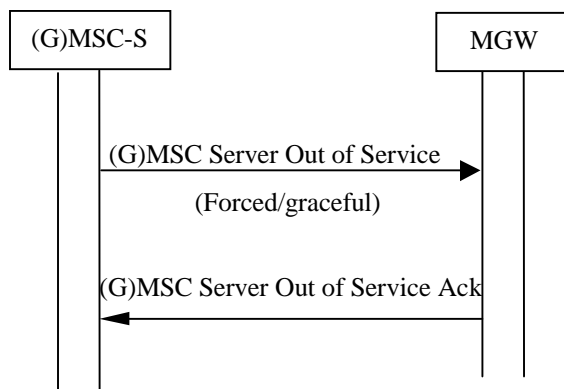 (G)MSC-S
MGW
(G)MSC Server Out of Service
(Forced/graceful)
(G)MSC Server Out of Service Ack